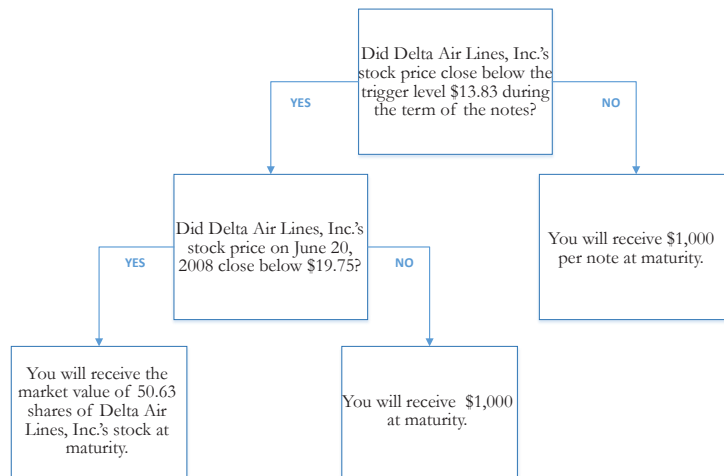 Did Delta Air Lines, Inc.'s
stock price close below the
trigger level $13.83 during
the term of the notes?
YES
NO
Did Delta Air Lines, Inc.'s
stock price on June 20,
2008 close below $19.75?
You will receive $1,000
per note at maturity.
YES
NO
You will receive the
market value of 50.63
shares of Delta Air
Lines, Inc.'s stock at
maturity.
You will receive $1,000
at maturity.